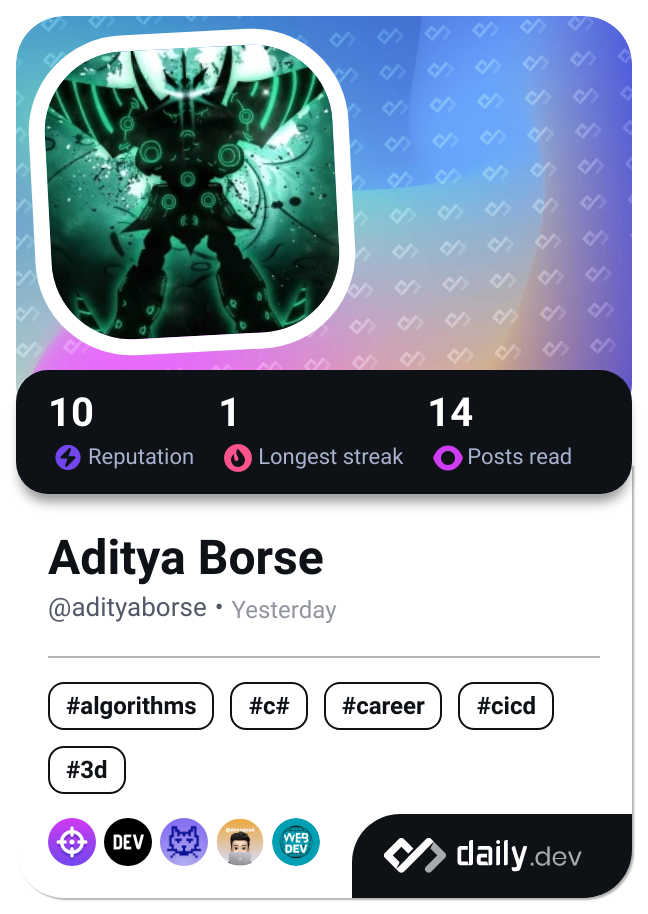 10 1 14
Reputation Longest streak Posts read
Aditya Borse
@adityaborse • Yesterday
#algorithms #c# #career #cicd
#3d
DEV WEB DEV
daily.dev